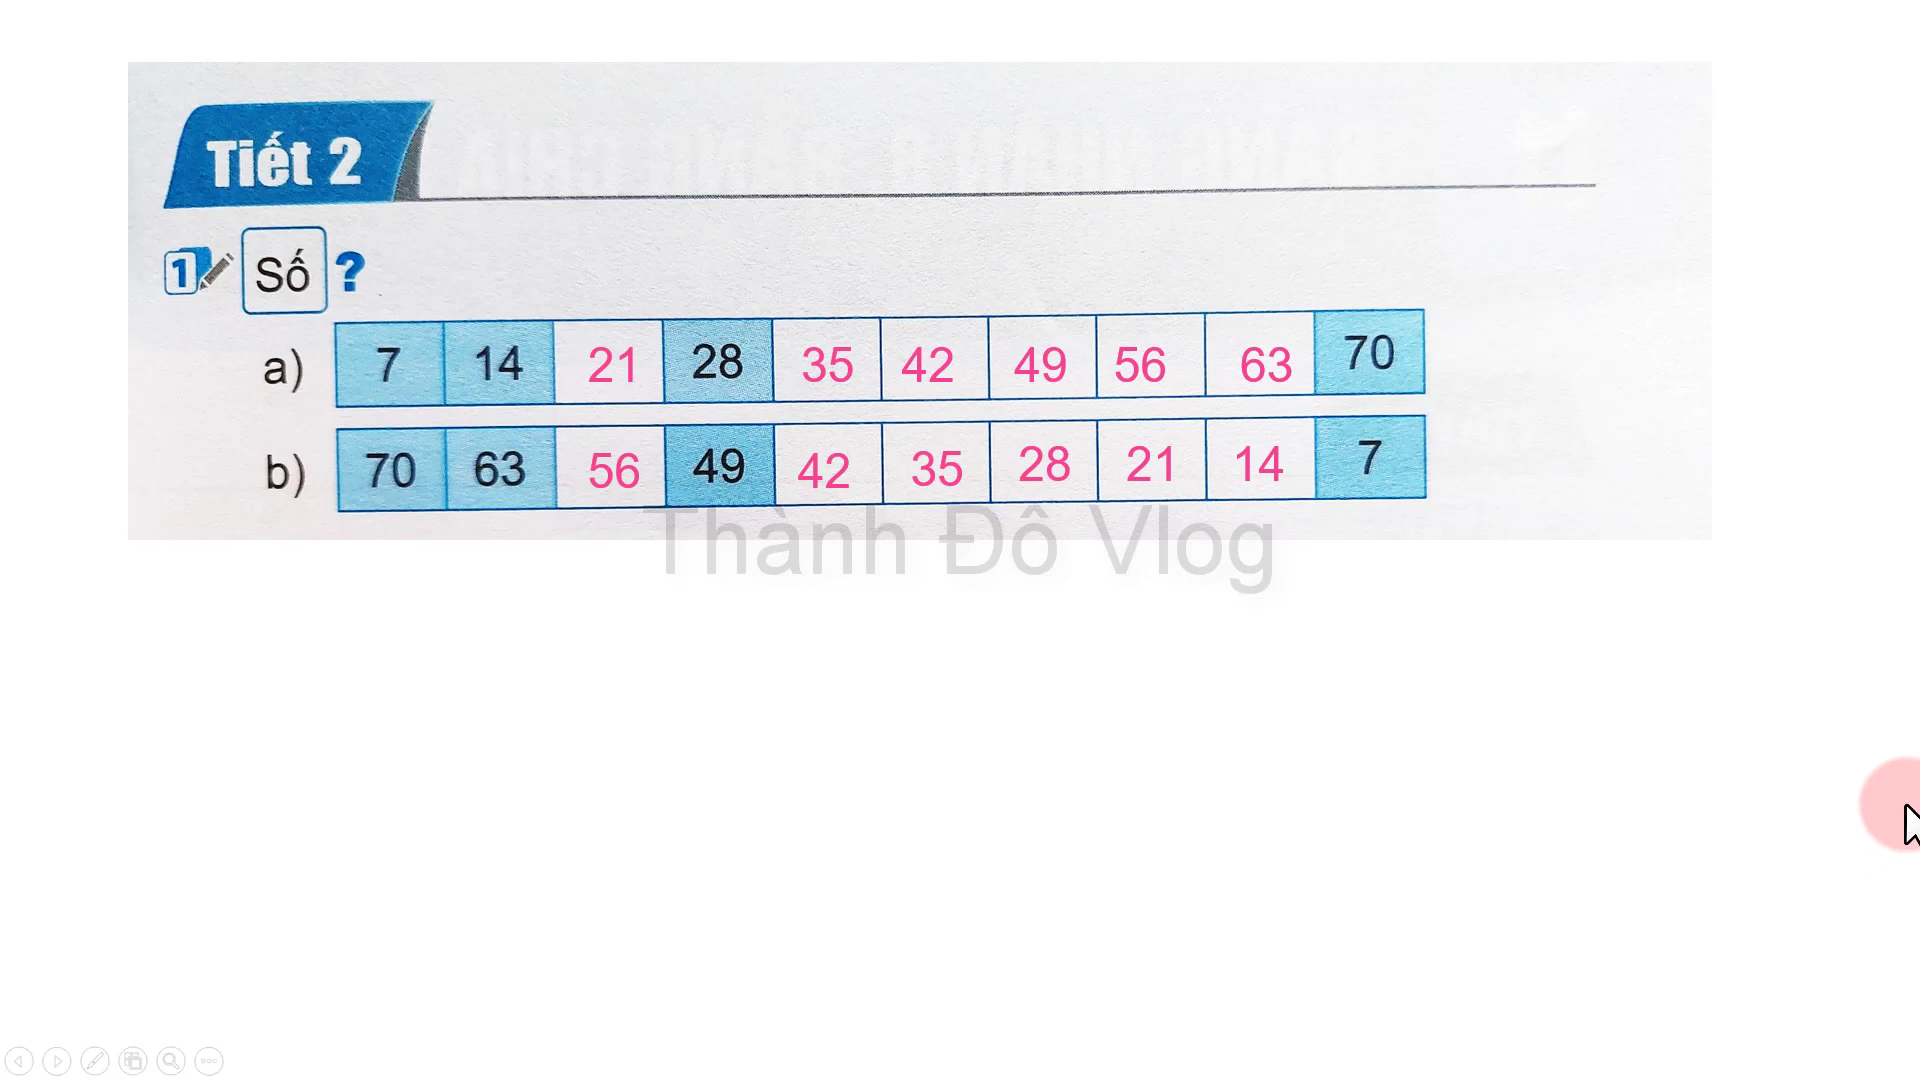 Tiết 2
1 Số ?
a) 7 14 21 28 35 42 49 56 63 70
b) 70 63 56 49 42 35 28 21 14 7
Thành Đô Vlog